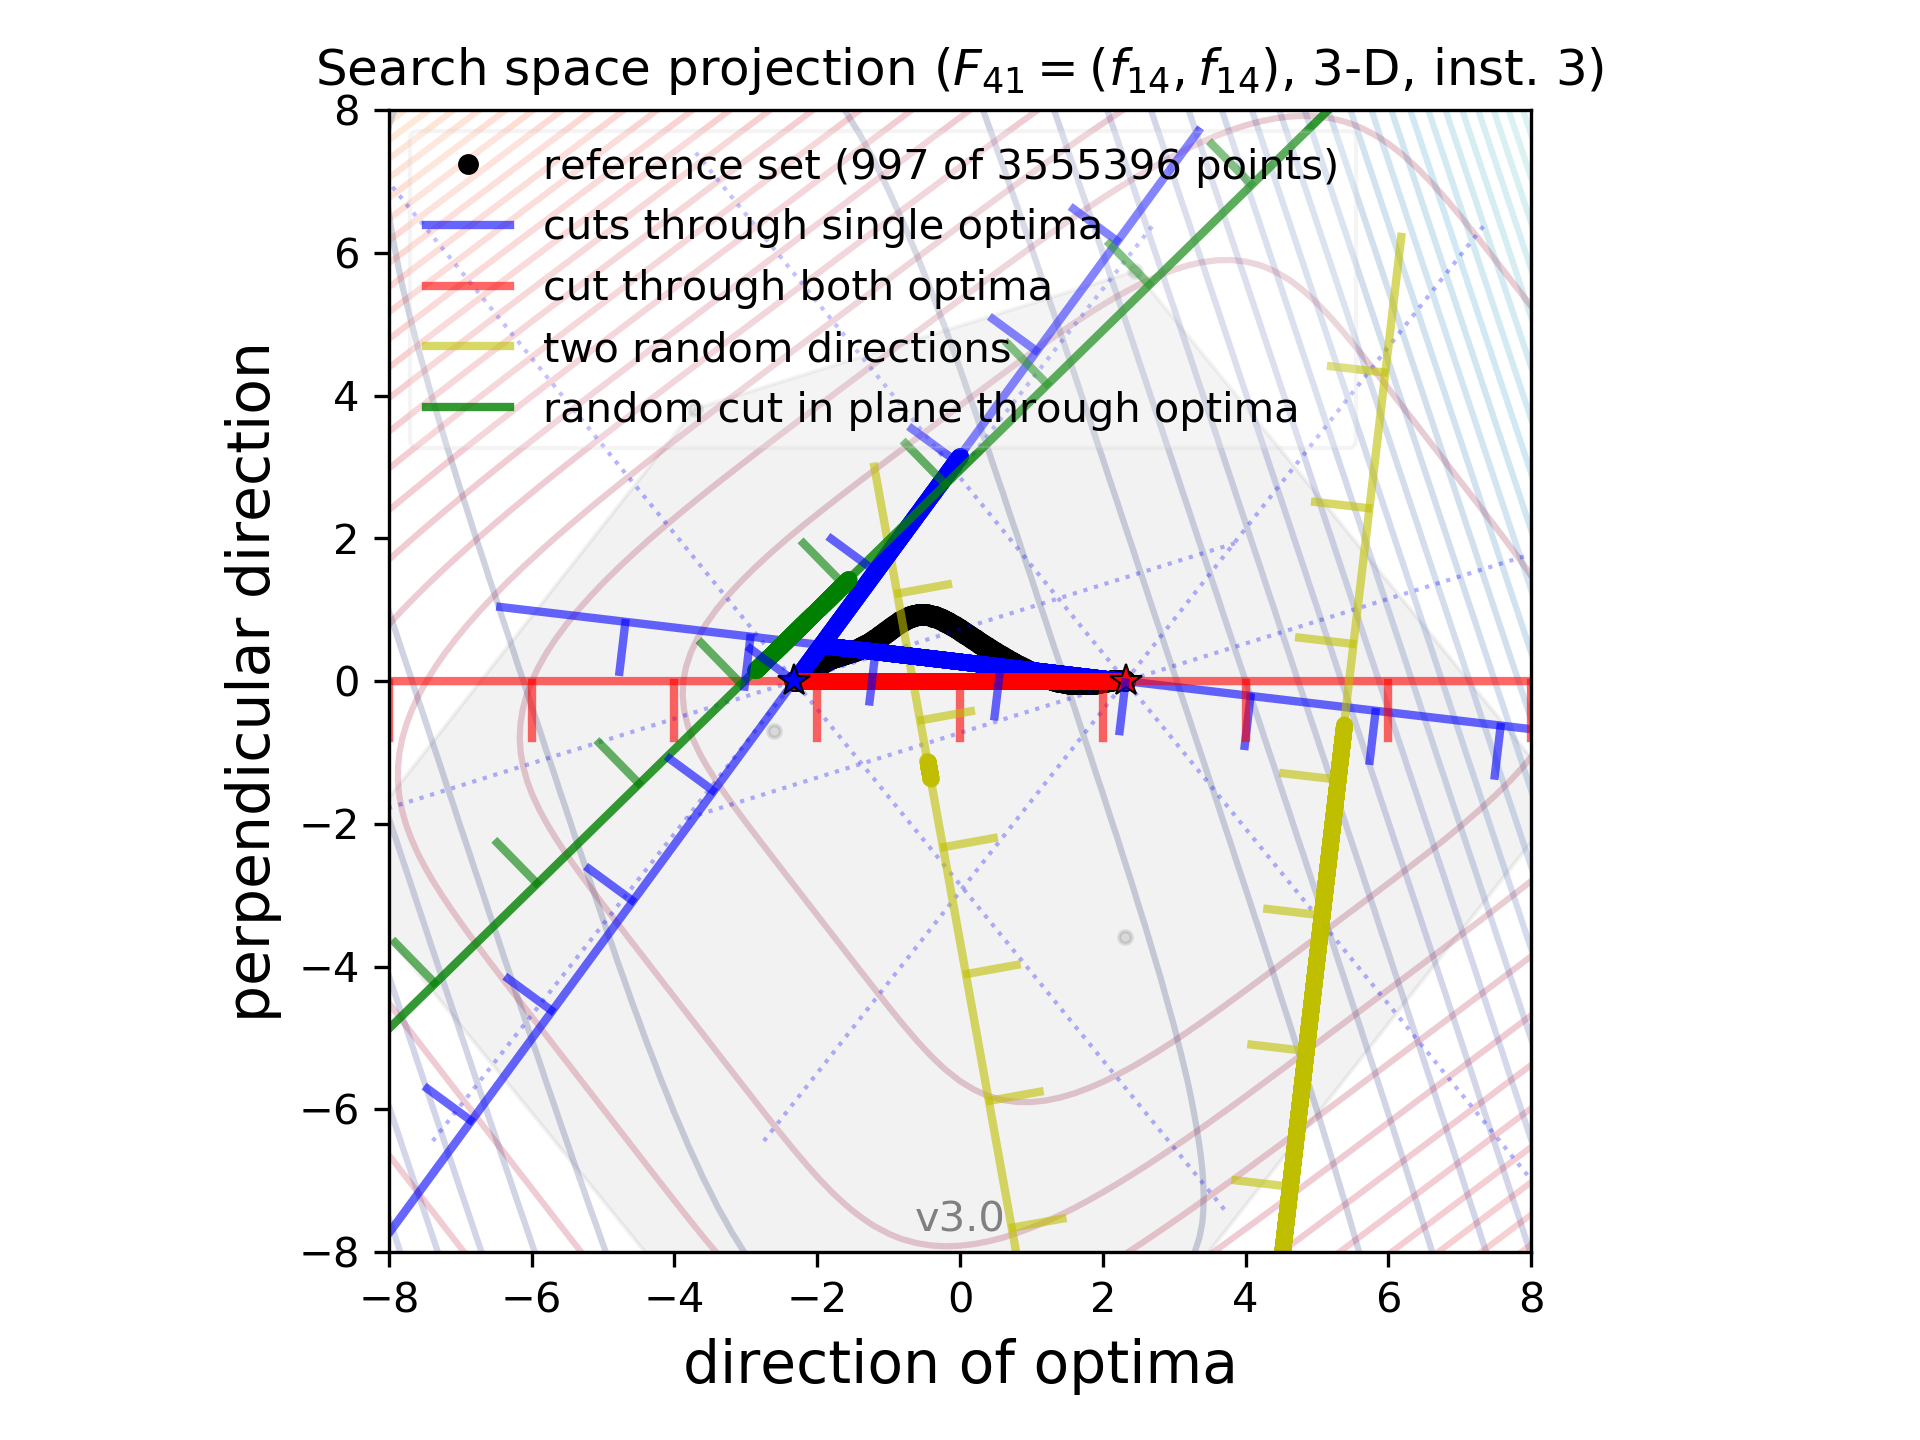 Search space projection (F41 = (f14, f14), 3-D, inst. 3)
reference set (997 of 3555396 points)
cuts through single optima
cut through both optima
two random directions
random cut in plane through optima
perpendicular direction
8
6
4
2
0
−2
−4
−6
−8
v3.0
−8 −6 −4 −2 0 2 4 6 8
direction of optima